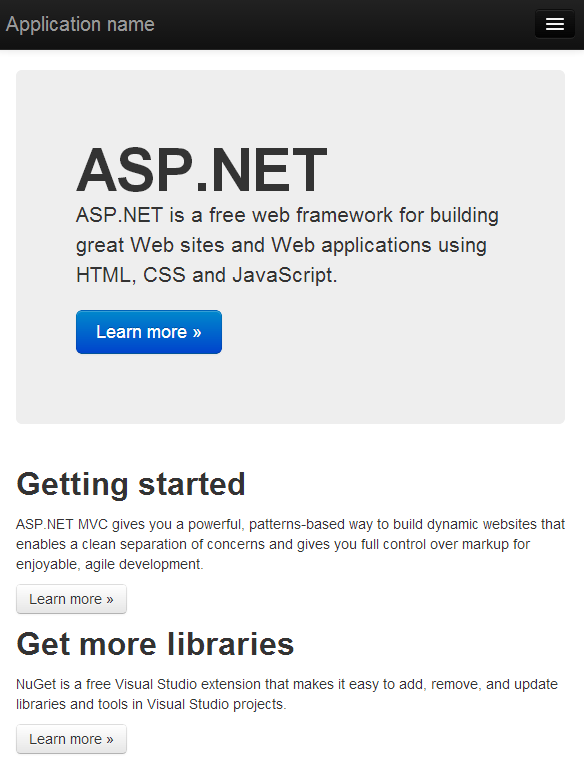 Application name
ASP.NET
ASP.NET is a free web framework for building
great Web sites and Web applications using
HTML, CSS and JavaScript.
Learn more »
Getting started
ASP.NET MVC gives you a powerful, patterns-based way to build dynamic websites that
enables a clean separation of concerns and gives you full control over markup for
enjoyable, agile development.
Learn more »
Get more libraries
NuGet is a free Visual Studio extension that makes it easy to add, remove, and update
libraries and tools in Visual Studio projects.
Learn more »